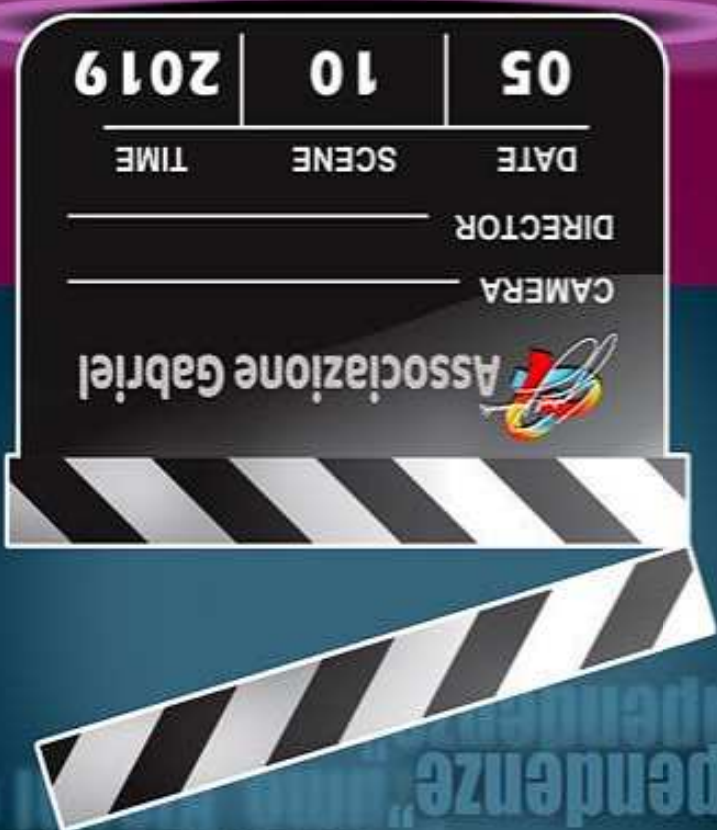 pendenze"
Associazione Gabriel
CAMERA
DIRECTOR
DATE SCENE TIME
05 10 2019